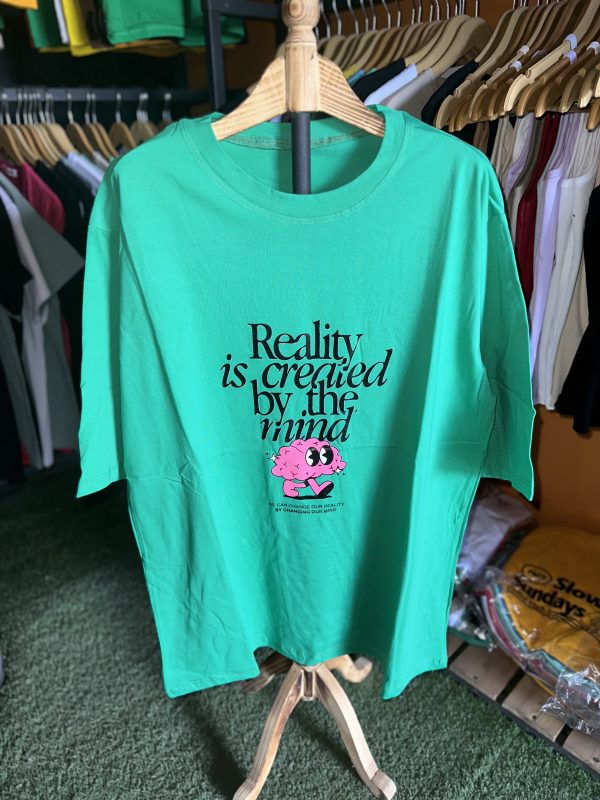 Reality
is created
by the
mind
WE CAN CHANGE OUR REALITY
BY CHANGING OUR MIND
Slow
Sundays